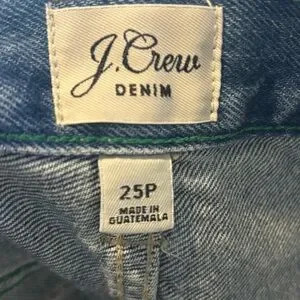 J.Crew
DENIM
25P
MADE IN
GUATEMALA